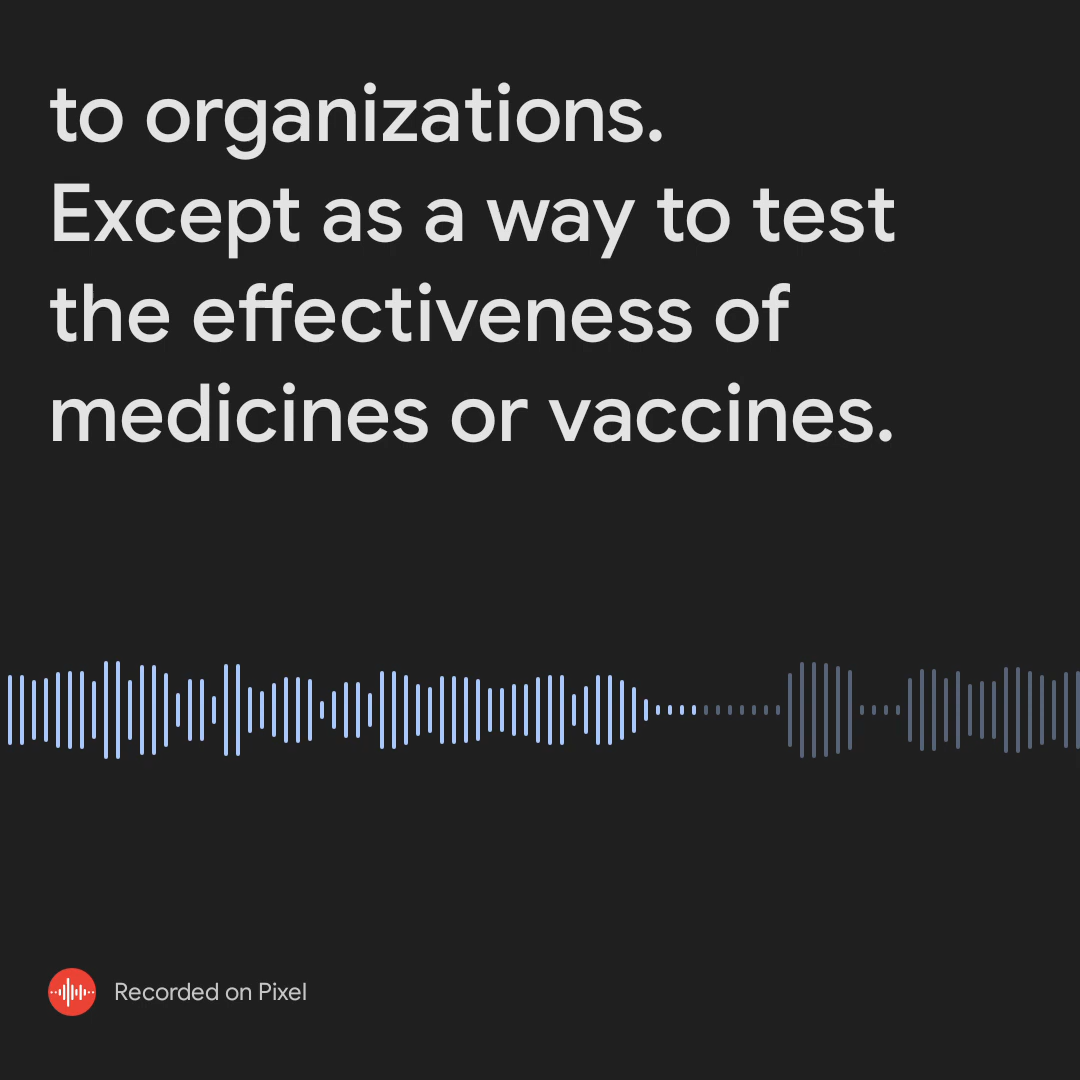 to organizations.
Except as a way to test
the effectiveness of
medicines or vaccines.
Recorded on Pixel